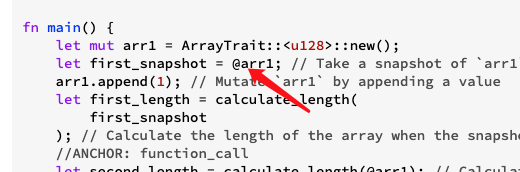 fn main() {
let mut arr1 = ArrayTrait::<u128>::new();
let first_snapshot = @arr1; // Take a snapshot of `arr1`
arr1.append(1); // Mutate `arr1` by appending a value
let first_length = calculate_length(
first_snapshot
); // Calculate the length of the array when the snapsho
//ANCHOR: function_call
let second_length = calculate_length(@arr1); // Calcu